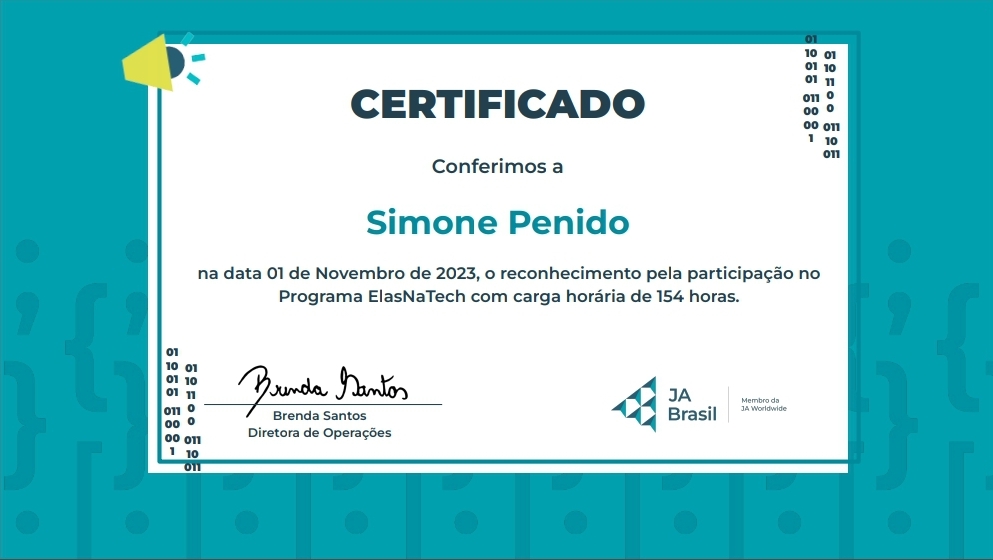 CERTIFICADO
Conferimos a
Simone Penido
na data 01 de Novembro de 2023, o reconhecimento pela participação no
Programa ElasNaTech com carga horária de 154 horas.
01
10
01
01
011
00
00
1
01
10
11
0
0
011
10
011
01
10
01
01
011
00
00
1
01
10
11
0
0
011
10
011
Brenda Santos
Brenda Santos
Diretora de Operações
JA
Brasil
Membro da
JA Worldwide